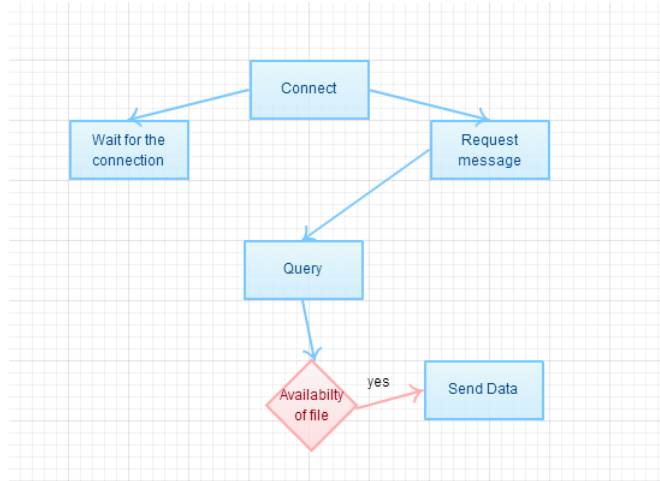 Connect
Wait for the
connection
Request
message
Query
Availabilty
of file
yes
Send Data